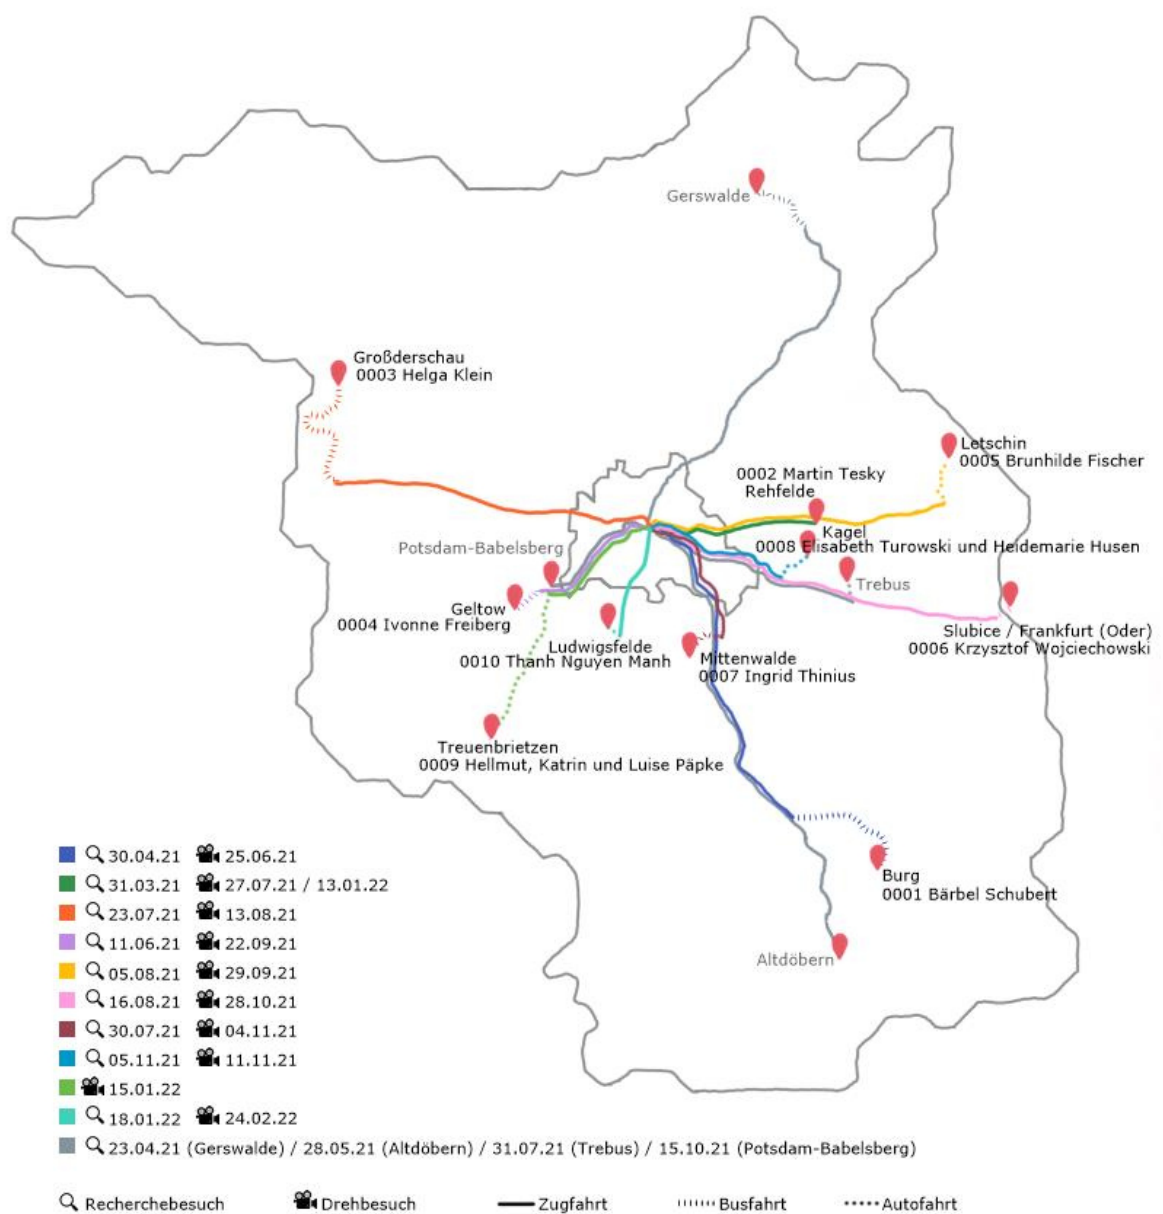 Gerswalde
Großderschau
0003 Helga Klein
Letschin
0005 Brunhilde Fischer
0002 Martin Tesky
Rehfelde
Kagel
0008 Elisabeth Turowski und Heidemarie Husen
Potsdam-Babelsberg
Trebus
Geltow
0004 Ivonne Freiberg
Slubice / Frankfurt (Oder)
0006 Krzysztof Wojciechowski
Ludwigsfelde
0010 Thanh Nguyen Manh
Mittenwalde
0007 Ingrid Thinius
Treuenbrietzen
0009 Hellmut, Katrin und Luise Päpke
Burg
0001 Bärbel Schubert
Altdöbern
30.04.21 25.06.21
31.03.21 27.07.21 / 13.01.22
23.07.21 13.08.21
11.06.21 22.09.21
05.08.21 29.09.21
16.08.21 28.10.21
30.07.21 04.11.21
05.11.21 11.11.21
15.01.22
18.01.22 24.02.22
23.04.21 (Gerswalde) / 28.05.21 (Altdöbern) / 31.07.21 (Trebus) / 15.10.21 (Potsdam-Babelsberg)
Recherchebesuch Drehbesuch Zugfahrt Busfahrt Autofahrt